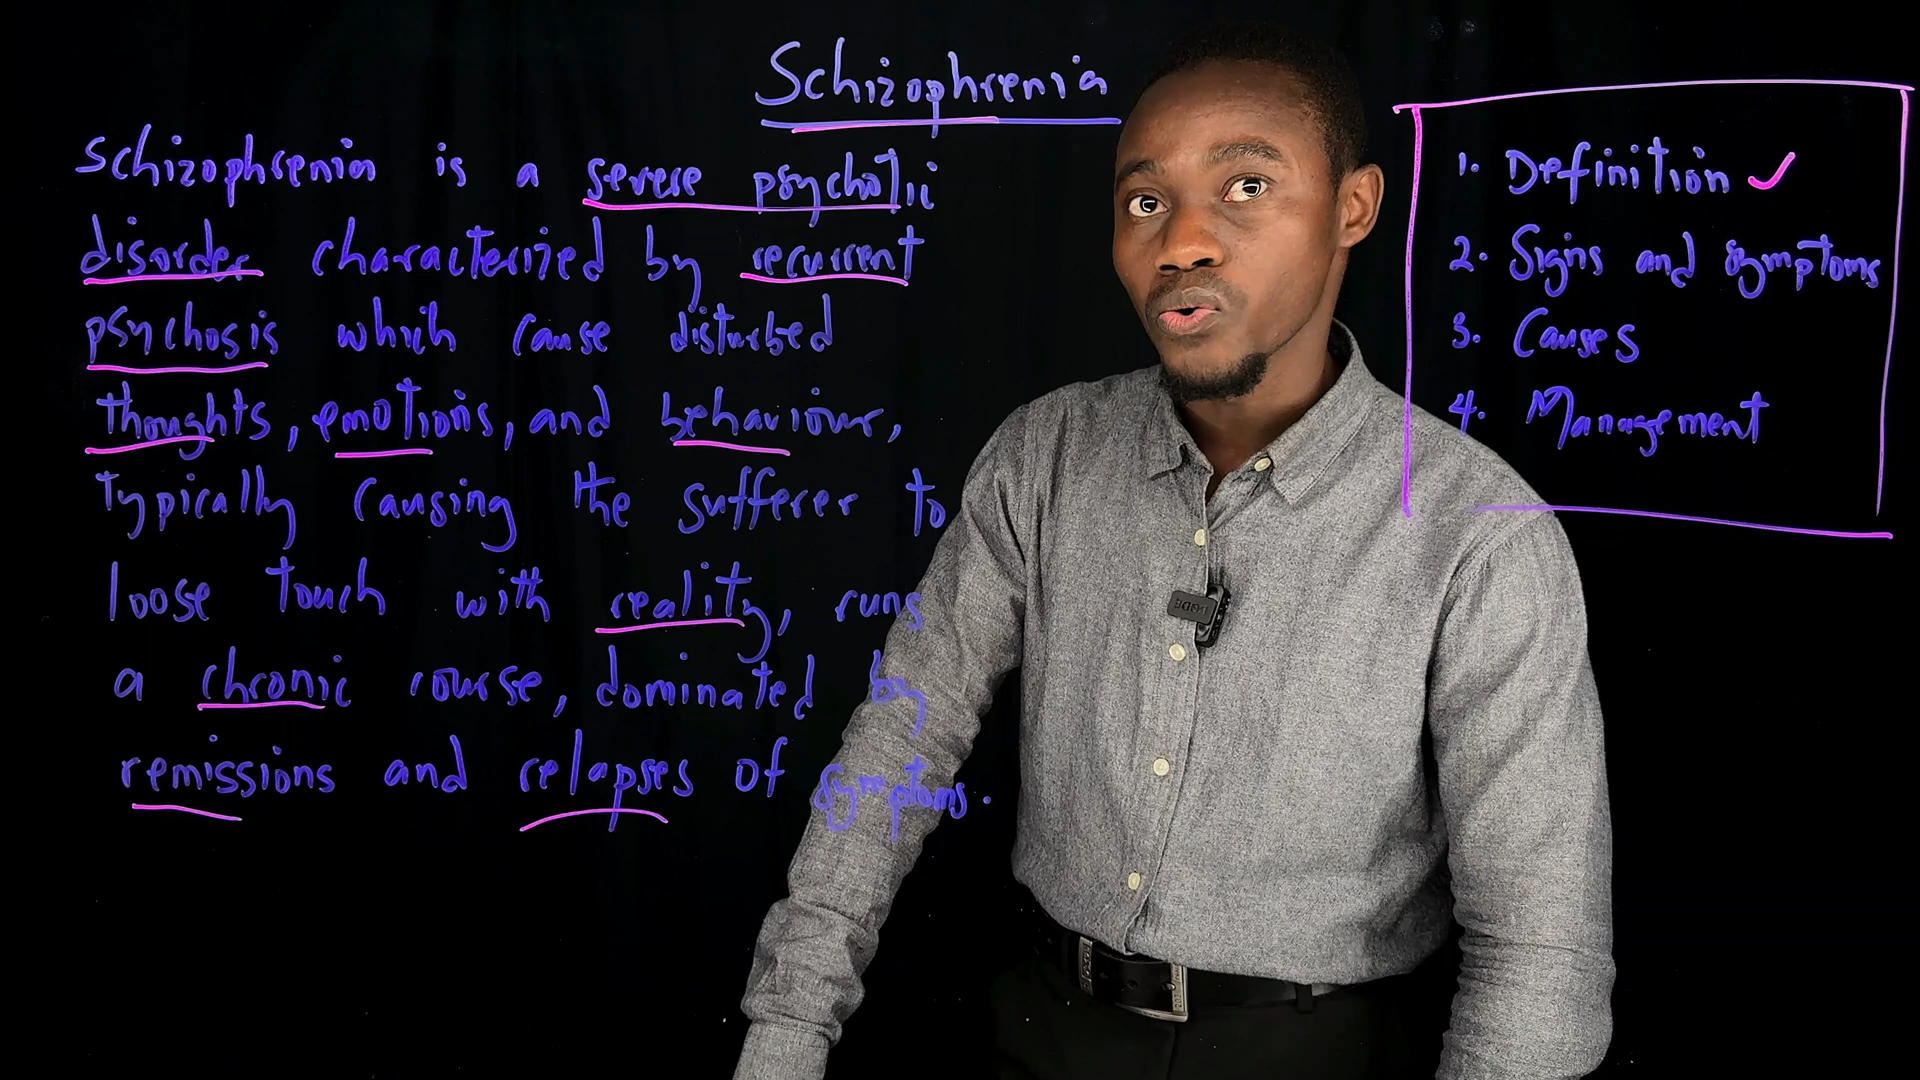 Schizophrenia
Schizophrenia is a severe psychotic
disorder characterized by recurrent
psychosis which cause disturbed
thoughts, emotions, and behaviour,
typically causing the sufferer to
loose touch with reality, runs
a chronic course, dominated by
remissions and relapses of symptoms.
1. Definition ✓
2. Signs and symptoms
3. Causes
4. Management
RODE